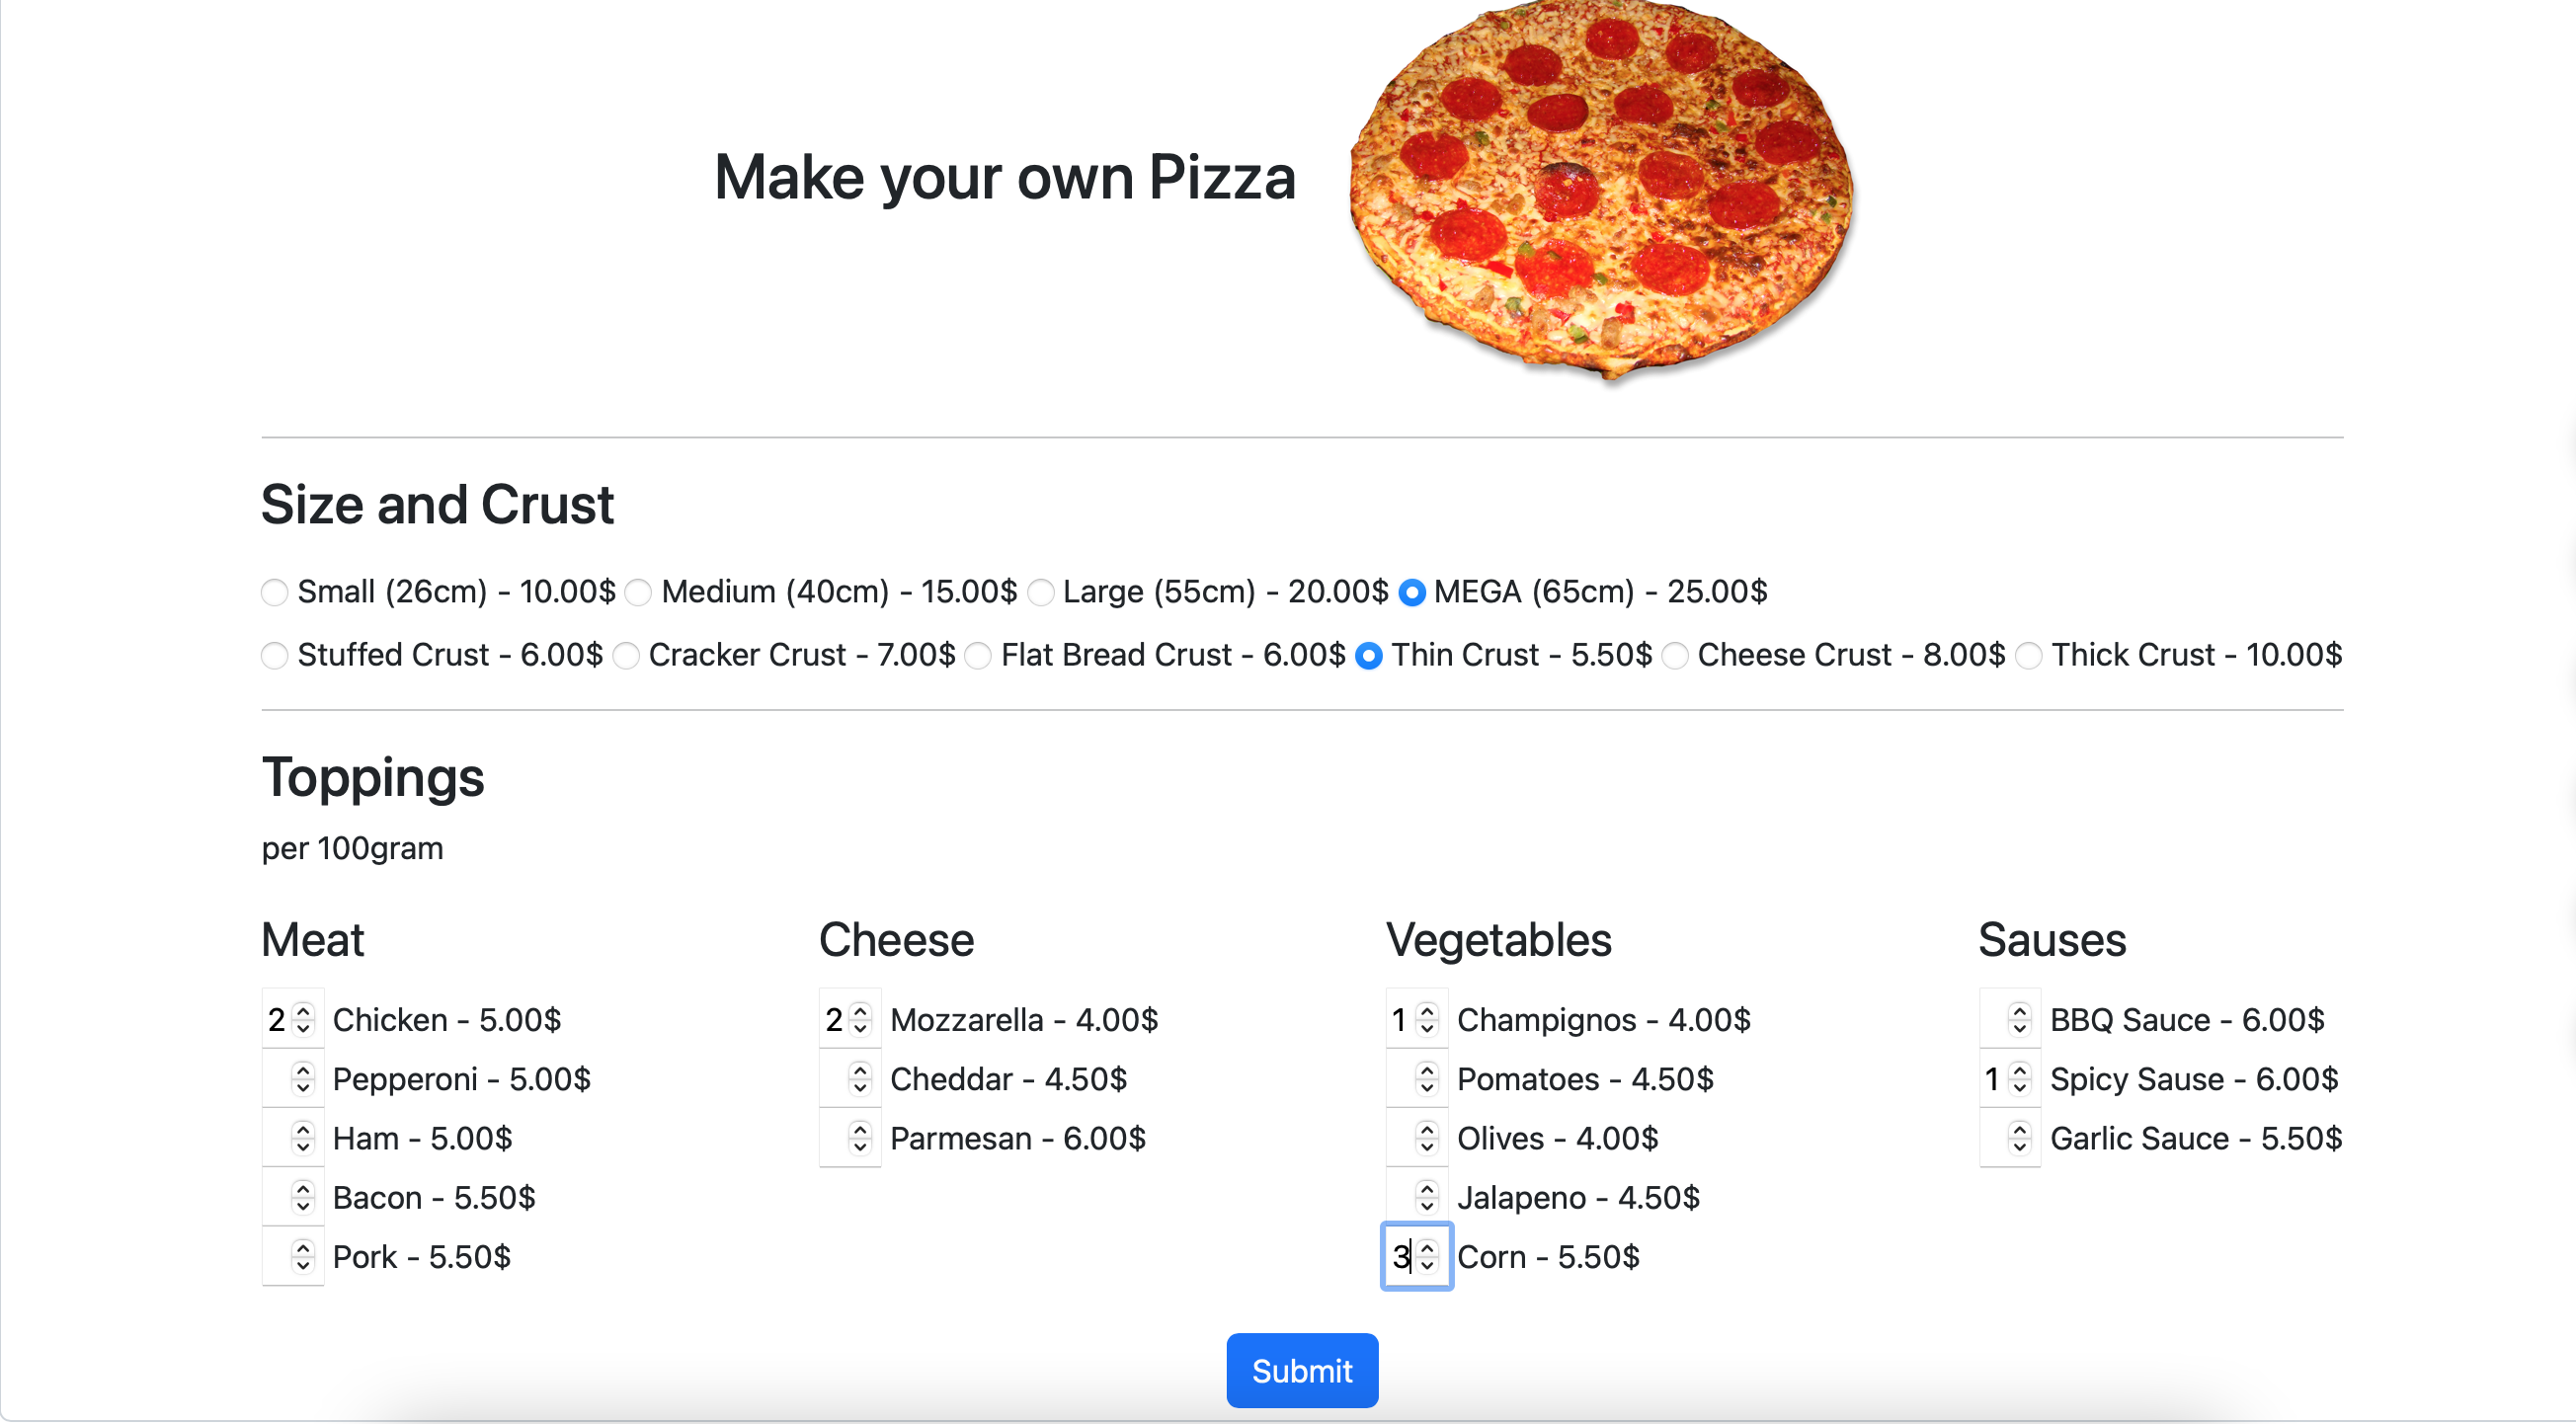 Make your own Pizza
Size and Crust
Small (26cm) - 10.00$ Medium (40cm) - 15.00$ Large (55cm) - 20.00$ MEGA (65cm) - 25.00$
Stuffed Crust - 6.00$ Cracker Crust - 7.00$ Flat Bread Crust - 6.00$ Thin Crust - 5.50$ Cheese Crust - 8.00$ Thick Crust - 10.00$
Toppings
per 100gram
Meat
2 Chicken - 5.00$
Pepperoni - 5.00$
Ham - 5.00$
Bacon - 5.50$
Pork - 5.50$
Cheese
2 Mozzarella - 4.00$
Cheddar - 4.50$
Parmesan - 6.00$
Vegetables
1 Champignos - 4.00$
Pomatoes - 4.50$
Olives - 4.00$
Jalapeno - 4.50$
3 Corn - 5.50$
Sauses
BBQ Sauce - 6.00$
1 Spicy Sause - 6.00$
Garlic Sauce - 5.50$
Submit